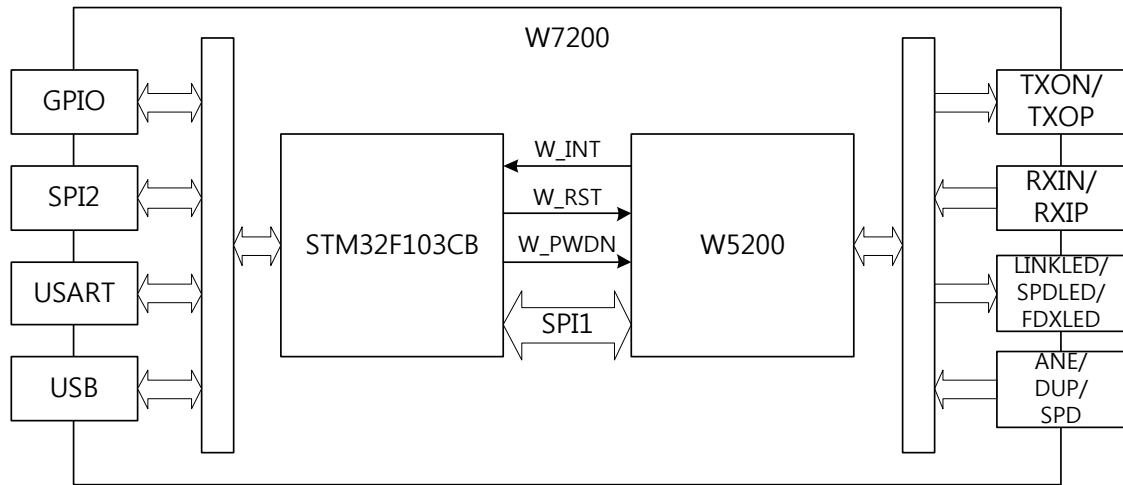 W7200
GPIO
SPI2
USART
USB
STM32F103CB
W_INT
W_RST
W_PWDN
SPI1
W5200
TXON/
TXOP
RXIN/
RXIP
LINKLED/
SPDLED/
FDXLED
ANE/
DUP/
SPD